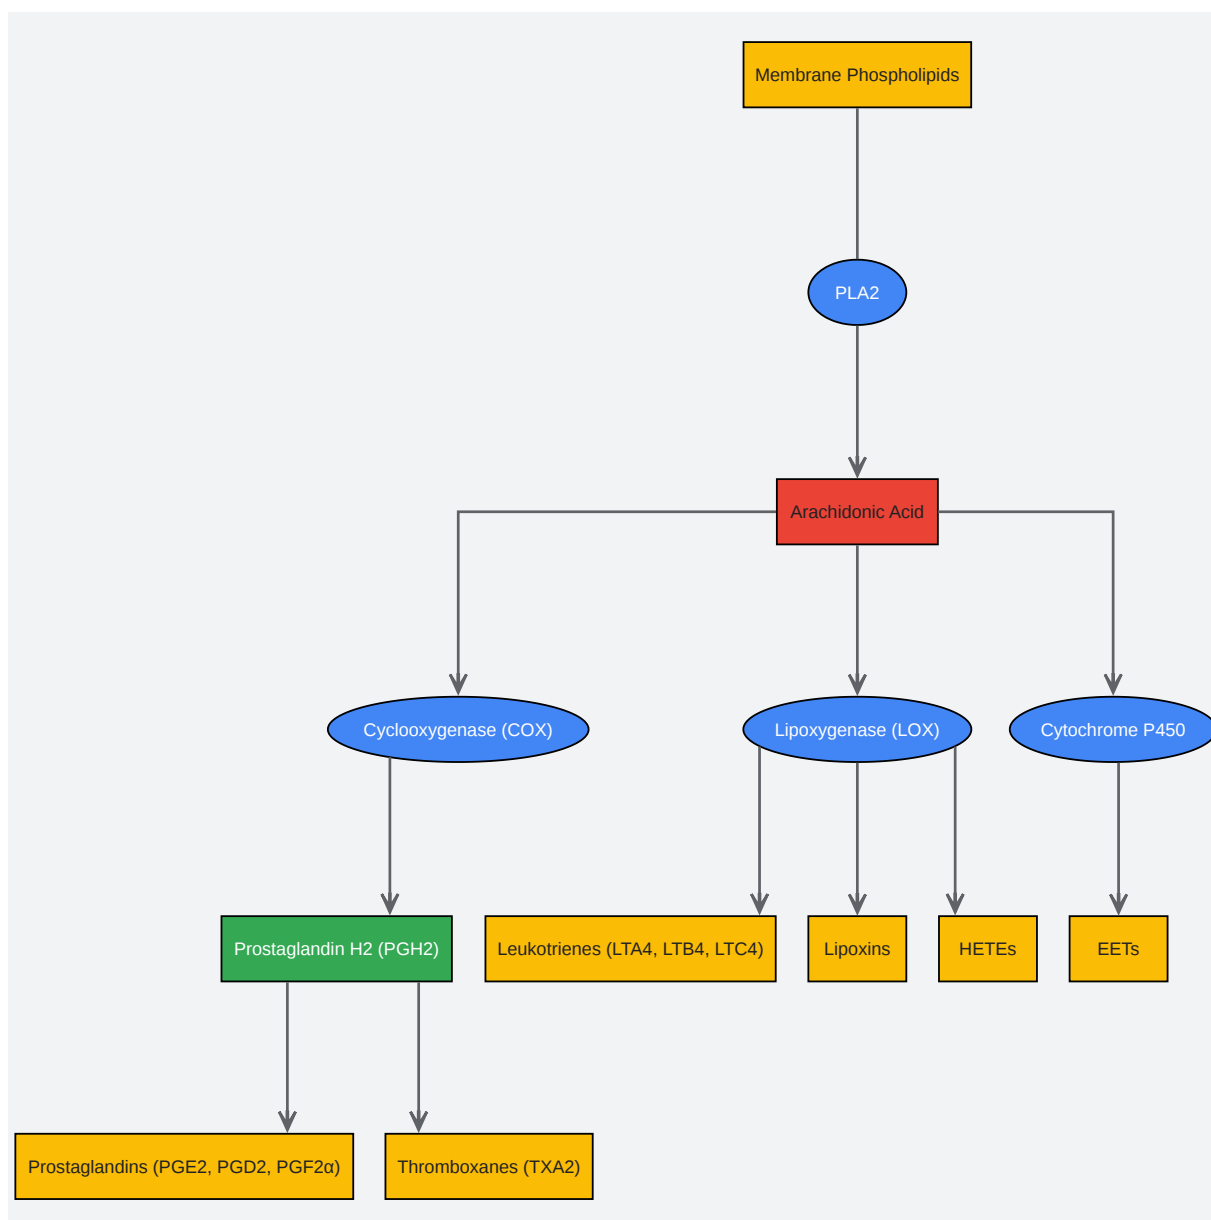 Membrane Phospholipids
PLA2
Arachidonic Acid
Cyclooxygenase (COX)
Lipoxygenase (LOX)
Cytochrome P450
Prostaglandin H2 (PGH2)
Leukotrienes (LTA4, LTB4, LTC4)
Lipoxins
HETEs
EETs
Prostaglandins (PGE2, PGD2, PGF2α)
Thromboxanes (TXA2)